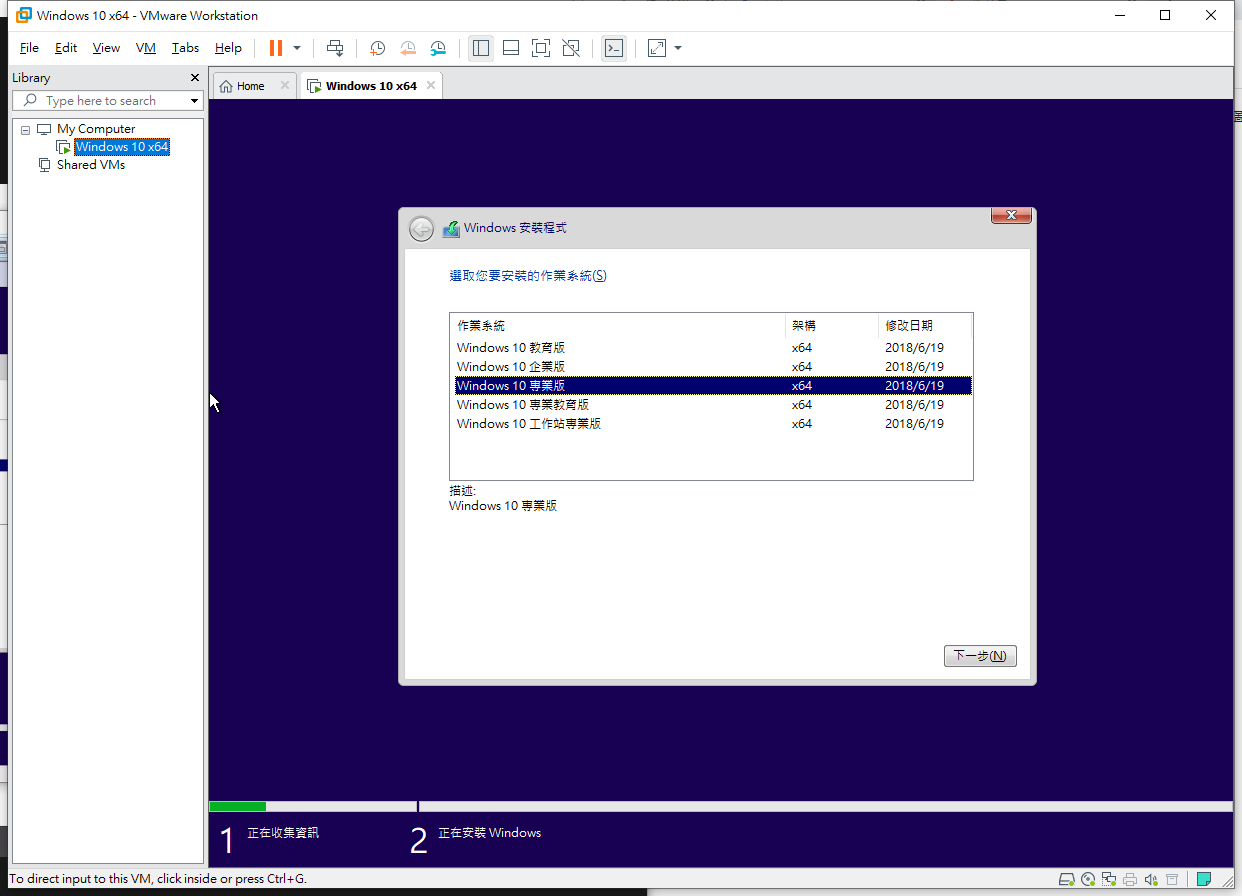 Windows 10 x64 - VMware Workstation
File Edit View VM Tabs Help
Library
Home
Windows 10 x64
Type here to search
My Computer
Windows 10 x64
Shared VMs
Windows 安裝程式
選取您要安裝的作業系統(S)
作業系統 架構 修改日期
Windows 10 教育版 x64 2018/6/19
Windows 10 企業版 x64 2018/6/19
Windows 10 專業版 x64 2018/6/19
Windows 10 專業教育版 x64 2018/6/19
Windows 10 工作站專業版 x64 2018/6/19
描述:
Windows 10 專業版
下一步(N)
1 正在收集資訊 2 正在安裝 Windows
To direct input to this VM, click inside or press Ctrl+G.